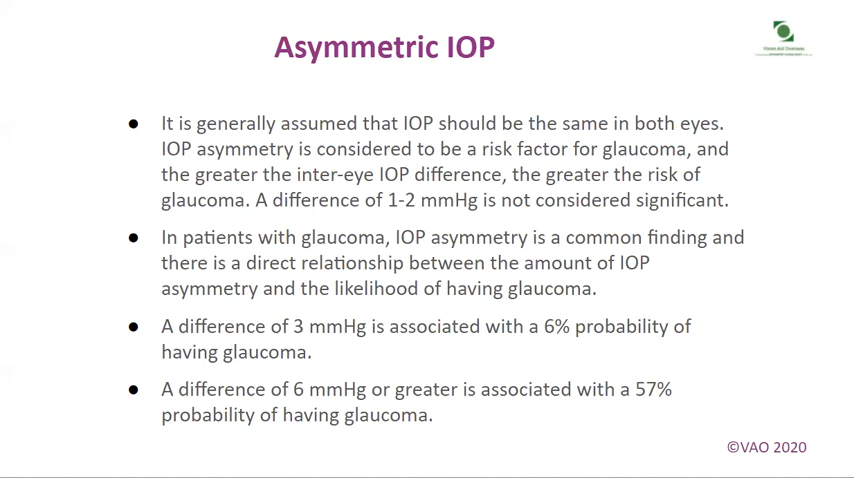 Asymmetric IOP
Vision Aid Overseas
● It is generally assumed that IOP should be the same in both eyes.
IOP asymmetry is considered to be a risk factor for glaucoma, and
the greater the inter-eye IOP difference, the greater the risk of
glaucoma. A difference of 1-2 mmHg is not considered significant.
● In patients with glaucoma, IOP asymmetry is a common finding and
there is a direct relationship between the amount of IOP
asymmetry and the likelihood of having glaucoma.
● A difference of 3 mmHg is associated with a 6% probability of
having glaucoma.
● A difference of 6 mmHg or greater is associated with a 57%
probability of having glaucoma.
©VAO 2020